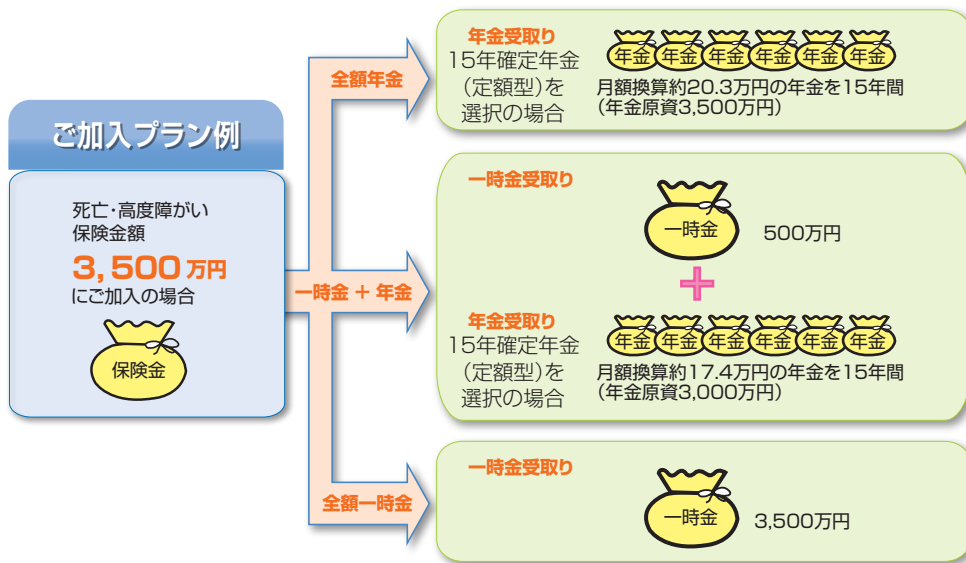 ご加入プラン例
死亡・高度障がい
保険金額
3,500万円
にご加入の場合
保険金
全額年金
年金受取り
15年確定年金
(定額型)を
選択の場合
年金 年金 年金 年金 年金 年金
月額換算約20.3万円の年金を15年間
(年金原資3,500万円)
一時金 + 年金
一時金受取り
一時金 500万円
+
年金受取り
15年確定年金
(定額型)を
選択の場合
年金 年金 年金 年金 年金 年金
月額換算約17.4万円の年金を15年間
(年金原資3,000万円)
全額一時金
一時金受取り
一時金 3,500万円